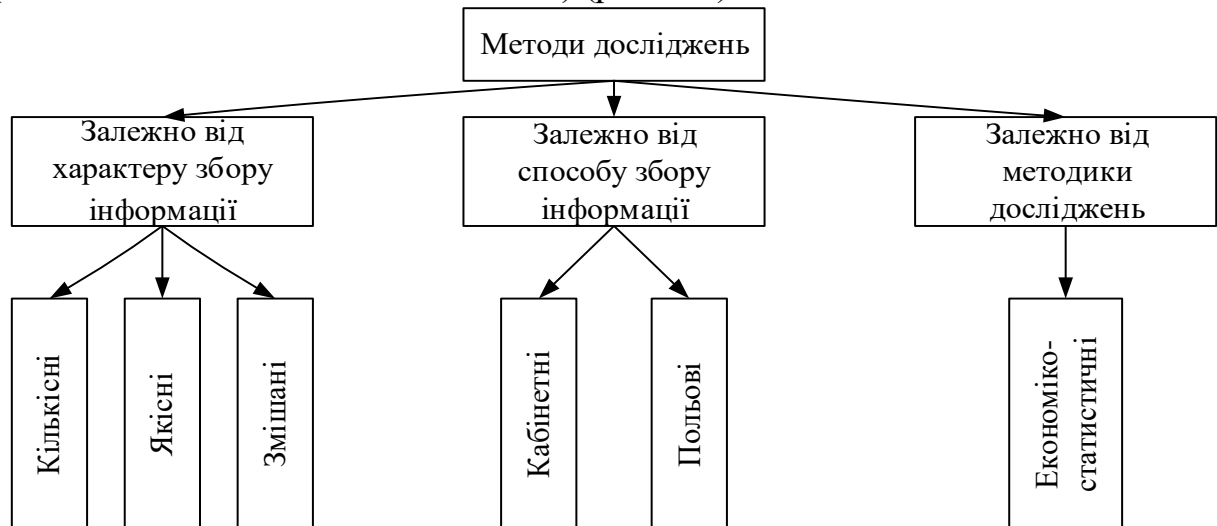 Методи досліджень
Залежно від
характеру збору
інформації
Залежно від
способу збору
інформації
Залежно від
методики
досліджень
Кількісні
Якісні
Змішані
Кабінетні
Польові
Економіко-
статистичні